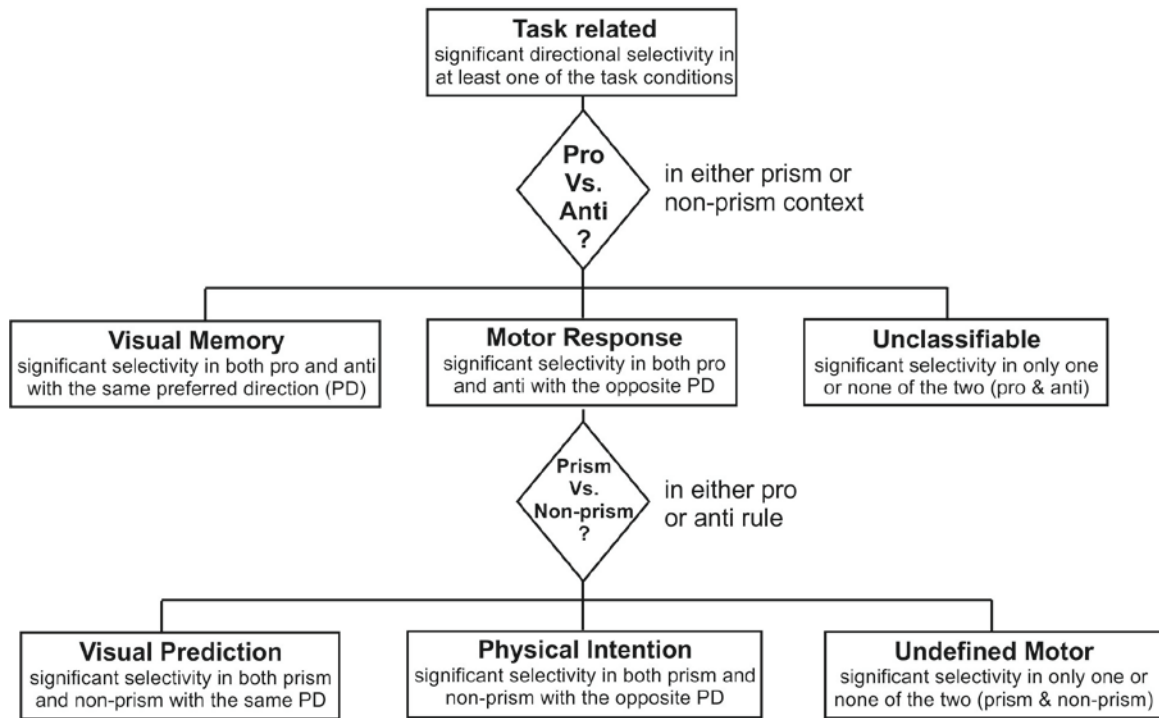 Task related
significant directional selectivity in
at least one of the task conditions
Pro
Vs.
Anti
?
in either prism or
non-prism context
Visual Memory
significant selectivity in both pro and anti
with the same preferred direction (PD)
Motor Response
significant selectivity in both pro
and anti with the opposite PD
Unclassifiable
significant selectivity in only one
or none of the two (pro & anti)
Prism
Vs.
Non-prism
?
in either pro
or anti rule
Visual Prediction
significant selectivity in both prism
and non-prism with the same PD
Physical Intention
significant selectivity in both prism and
non-prism with the opposite PD
Undefined Motor
significant selectivity in only one or
none of the two (prism & non-prism)